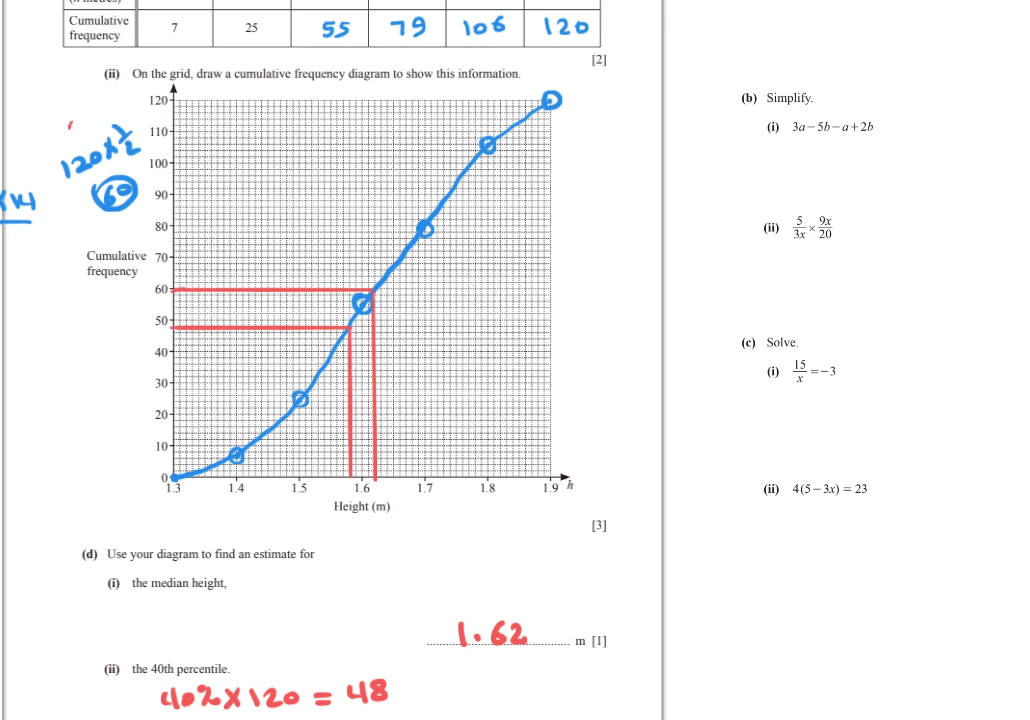 Cumulative frequency 7 25 55 79 106 120
[2]
(ii) On the grid, draw a cumulative frequency diagram to show this information.
120
110
100
90
80
70
60
50
40
30
20
10
0
120 x ½
60
Cumulative
frequency
1.3 1.4 1.5 1.6 1.7 1.8 1.9 h
Height (m)
[3]
(d) Use your diagram to find an estimate for
(i) the median height,
1.62 m [1]
(ii) the 40th percentile.
40% x 120 = 48
(b) Simplify.
(i) 3a – 5b – a + 2b
(ii) 5/3x × 9x/20
(c) Solve.
(i) 15/x = –3
(ii) 4(5 – 3x) = 23